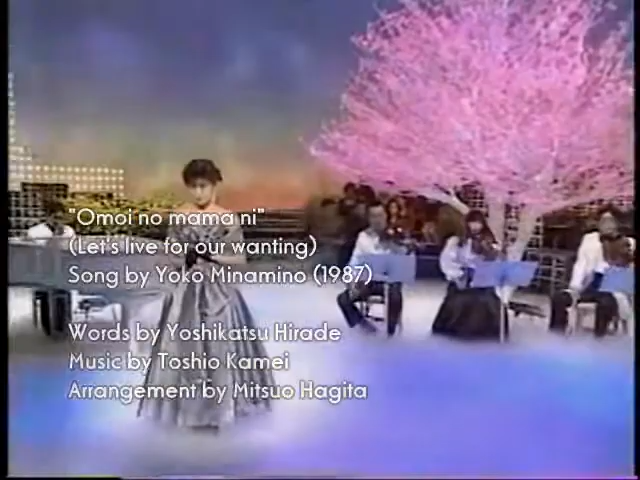 "Omoi no mama ni"
(Let's live for our wanting)
Song by Yoko Minamino (1987)
Words by Yoshikatsu Hirade
Music by Toshio Kamei
Arrangement by Mitsuo Hagita